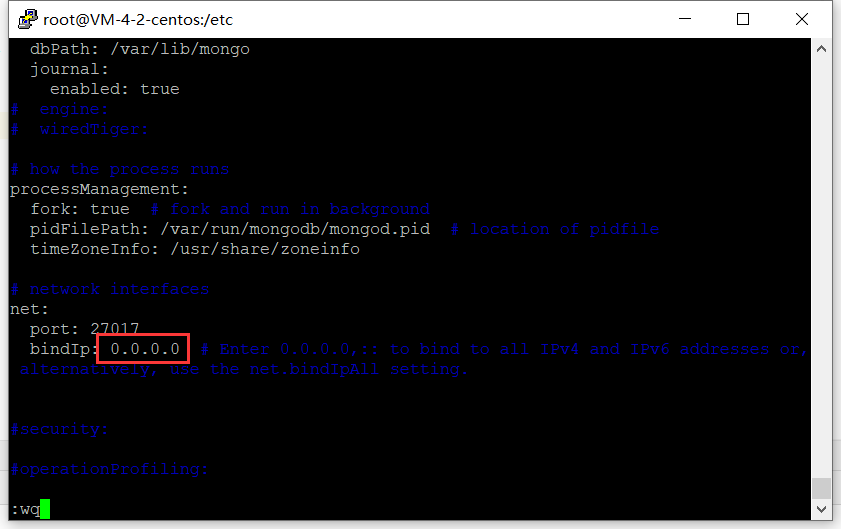 root@VM-4-2-centos:/etc
  dbPath: /var/lib/mongo
  journal:
    enabled: true
#  engine:
#  wiredTiger:
# how the process runs
processManagement:
  fork: true  # fork and run in background
  pidFilePath: /var/run/mongodb/mongod.pid  # location of pidfile
  timeZoneInfo: /usr/share/zoneinfo
# network interfaces
net:
  port: 27017
  bindIp: 0.0.0.0  # Enter 0.0.0.0,:: to bind to all IPv4 and IPv6 addresses or,
 alternatively, use the net.bindIpAll setting.
#security:
#operationProfiling:
:wq